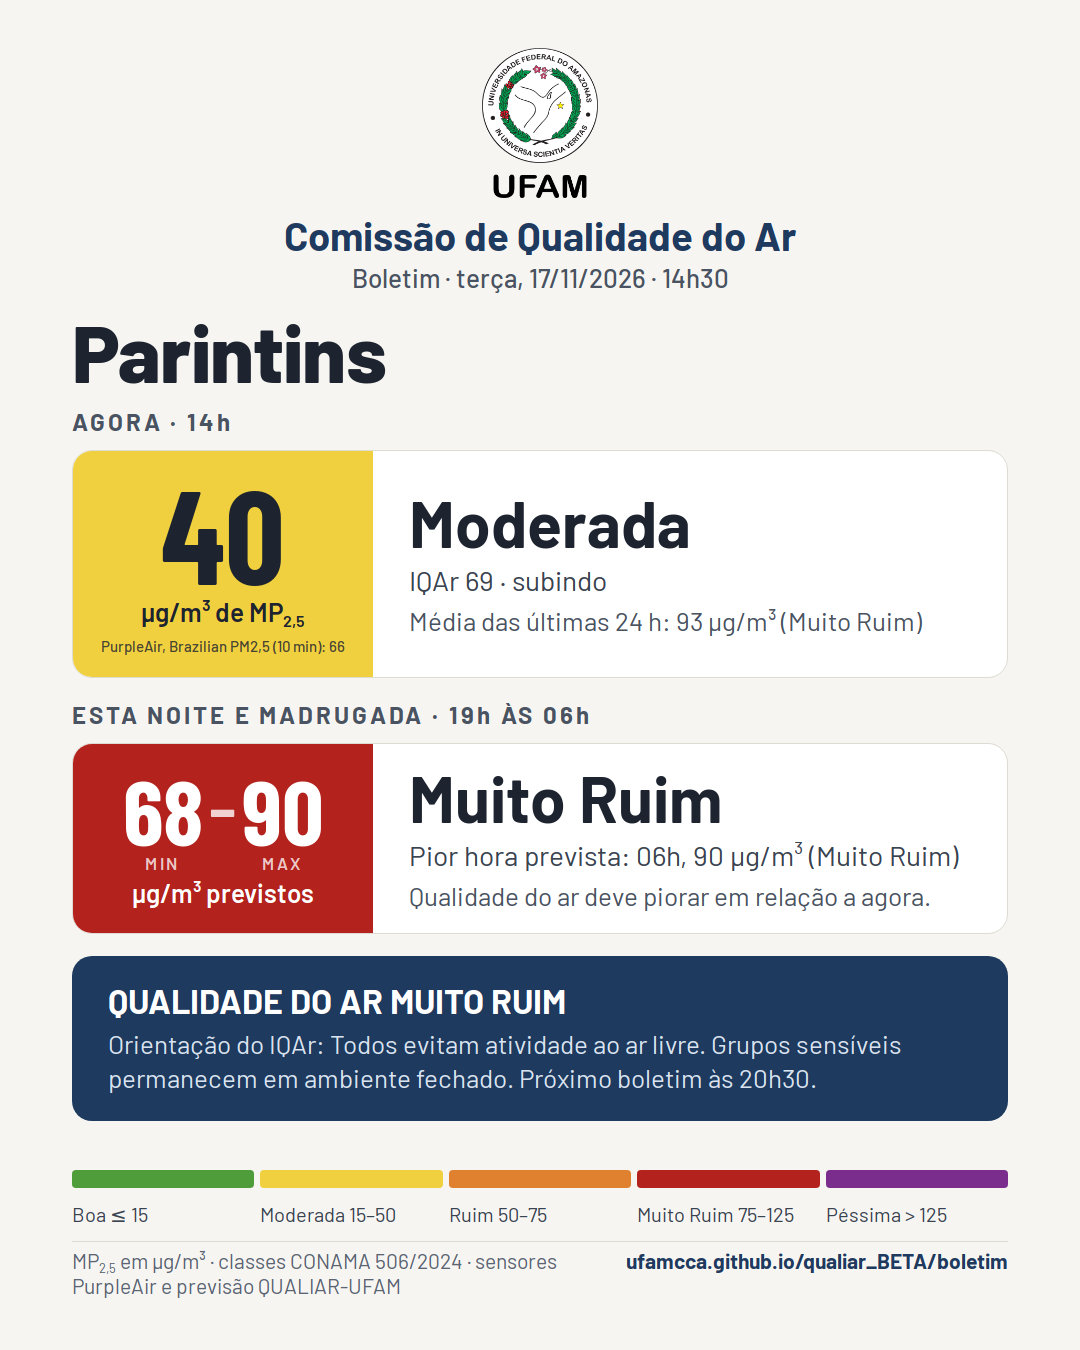 UNIVERSIDADE FEDERAL DO AMAZONAS
IN UNIVERSA SCIENTIA VERITAS
UFAM
Comissão de Qualidade do Ar
Boletim · terça, 17/11/2026 · 14h30
Parintins
AGORA · 14h
40
µg/m³ de MP2,5
PurpleAir, Brazilian PM2,5 (10 min): 66
Moderada
IQAr 69 · subindo
Média das últimas 24 h: 93 µg/m³ (Muito Ruim)
ESTA NOITE E MADRUGADA · 19h ÀS 06h
68–90
MIN MAX
µg/m³ previstos
Muito Ruim
Pior hora prevista: 06h, 90 µg/m³ (Muito Ruim)
Qualidade do ar deve piorar em relação a agora.
QUALIDADE DO AR MUITO RUIM
Orientação do IQAr: Todos evitam atividade ao ar livre. Grupos sensíveis
permanecem em ambiente fechado. Próximo boletim às 20h30.
Boa ≤ 15 Moderada 15–50 Ruim 50–75 Muito Ruim 75–125 Péssima > 125
MP2,5 em µg/m³ · classes CONAMA 506/2024 · sensores
PurpleAir e previsão QUALIAR-UFAM
ufamcca.github.io/qualiar_BETA/boletim